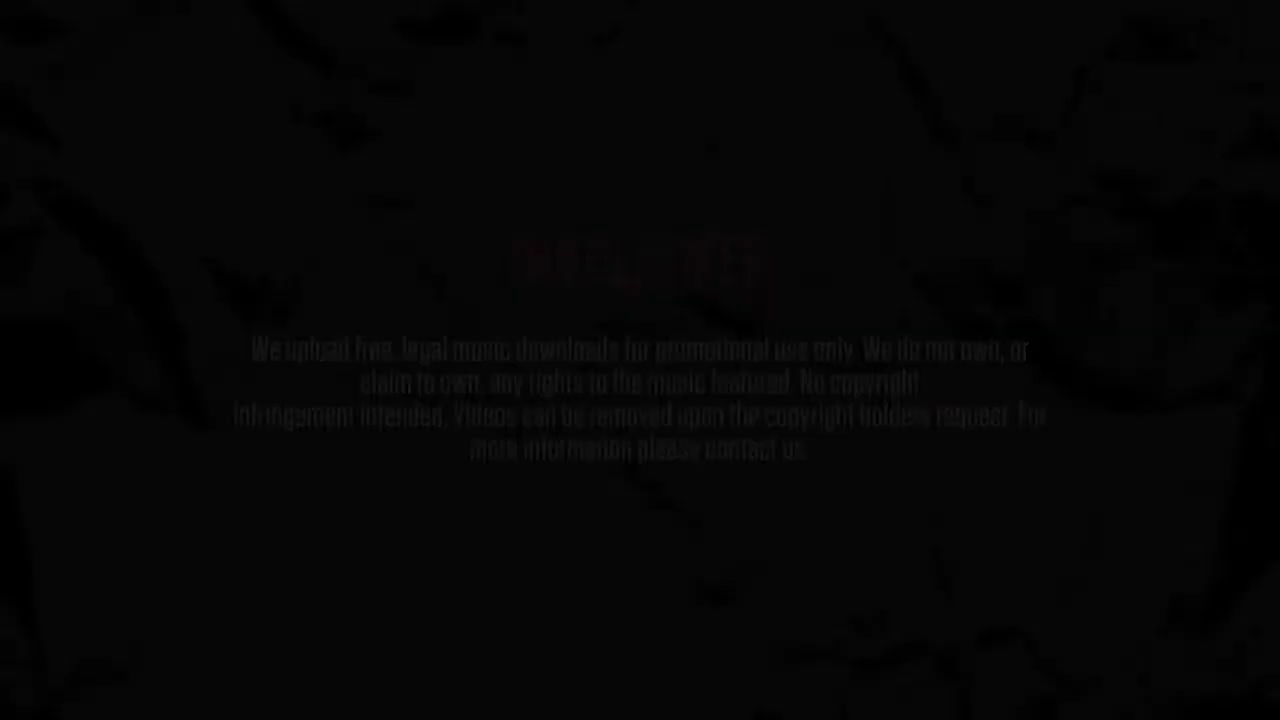 We upload free, legal music downloads for promotional use only. We do not own, or
claim to own, any rights to the music featured. No copyright
infringement intended. Videos can be removed upon the copyright holders request. For
more information please contact us.